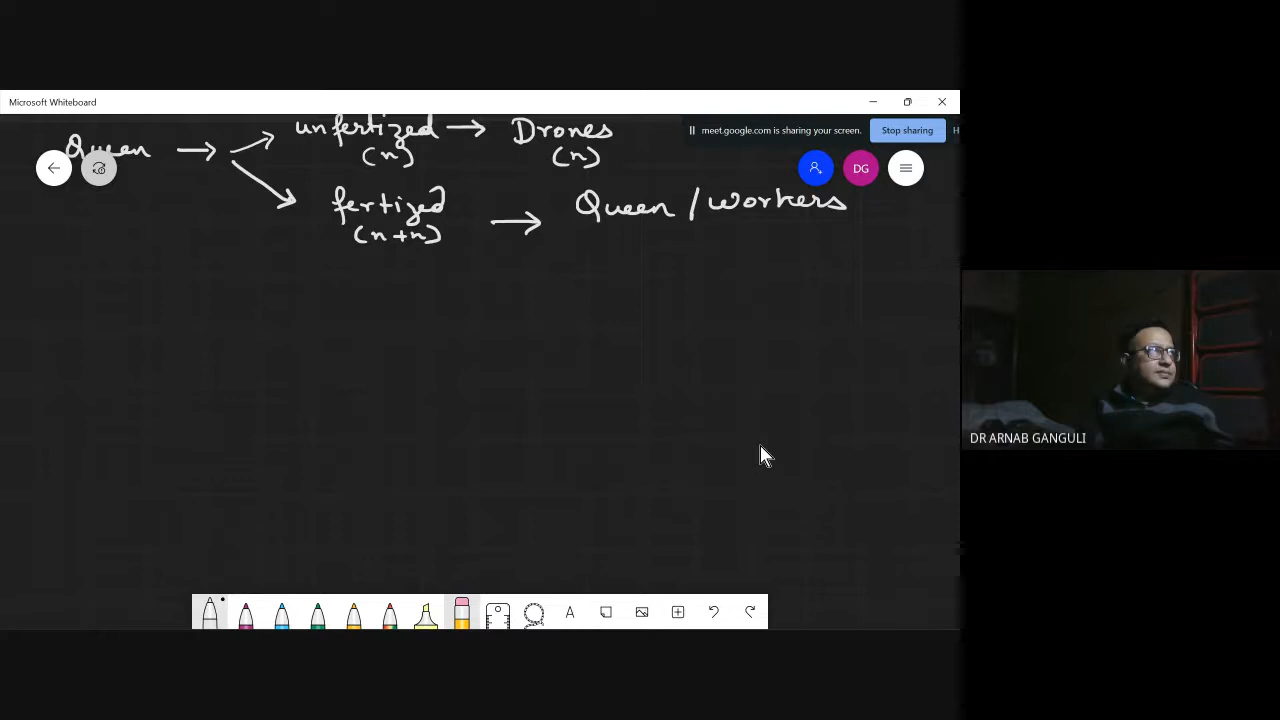 Microsoft Whiteboard
meet.google.com is sharing your screen.
Stop sharing
H
unfertized → Drones
(n) (n)
Queen →
DG
fertized → Queen / workers
(n+n)
A
DR ARNAB GANGULI